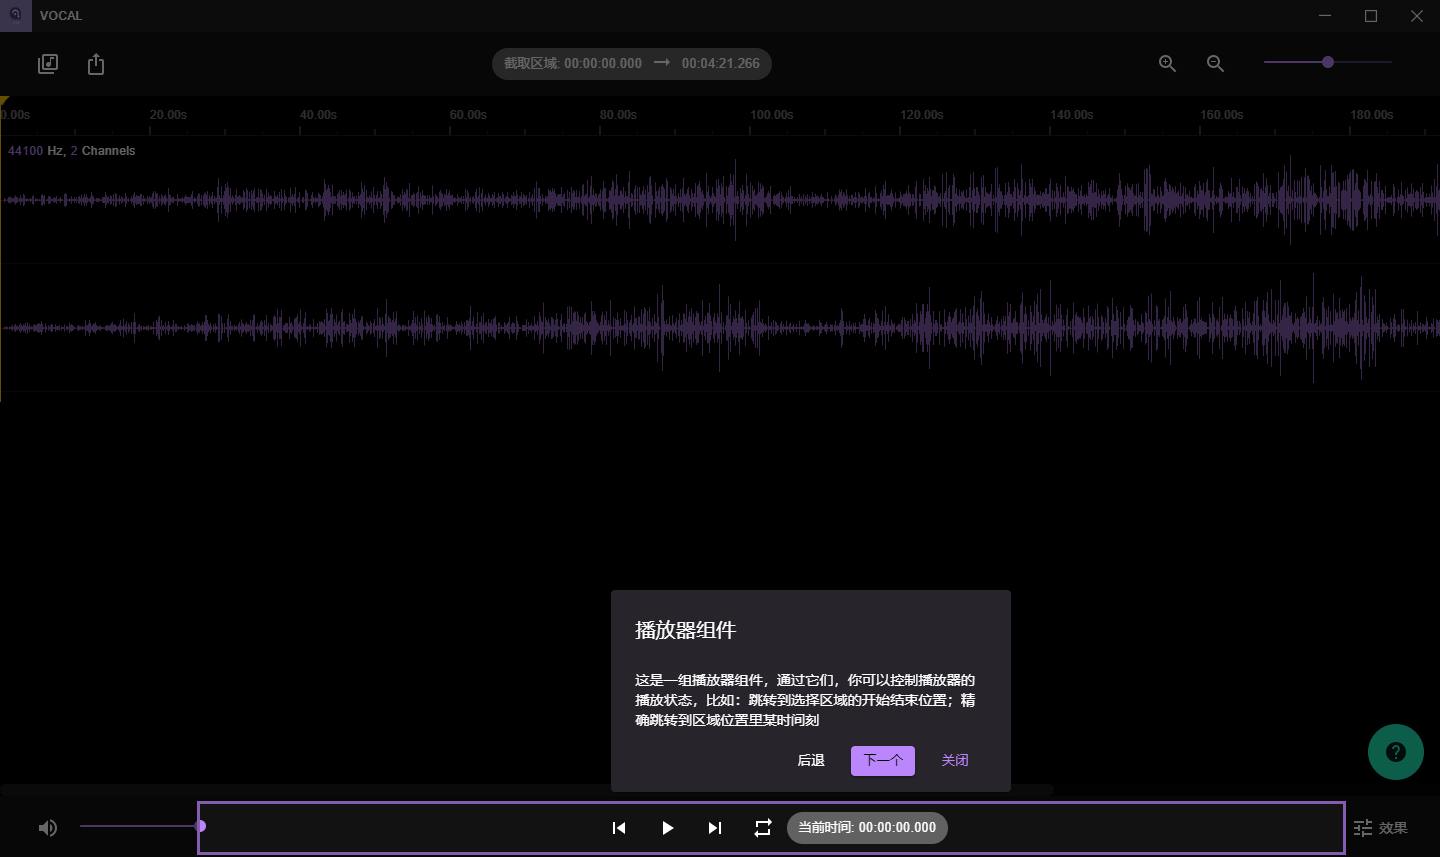 VOCAL
截取区域: 00:00:00.000 → 00:04:21.266
0.00s 20.00s 40.00s 60.00s 80.00s 100.00s 120.00s 140.00s 160.00s 180.00s
44100 Hz, 2 Channels
播放器组件
这是一组播放器组件，通过它们，你可以控制播放器的
播放状态，比如：跳转到选择区域的开始结束位置；精
确跳转到区域位置里某时间刻
后退 下一个 关闭
当前时间: 00:00:00.000
效果